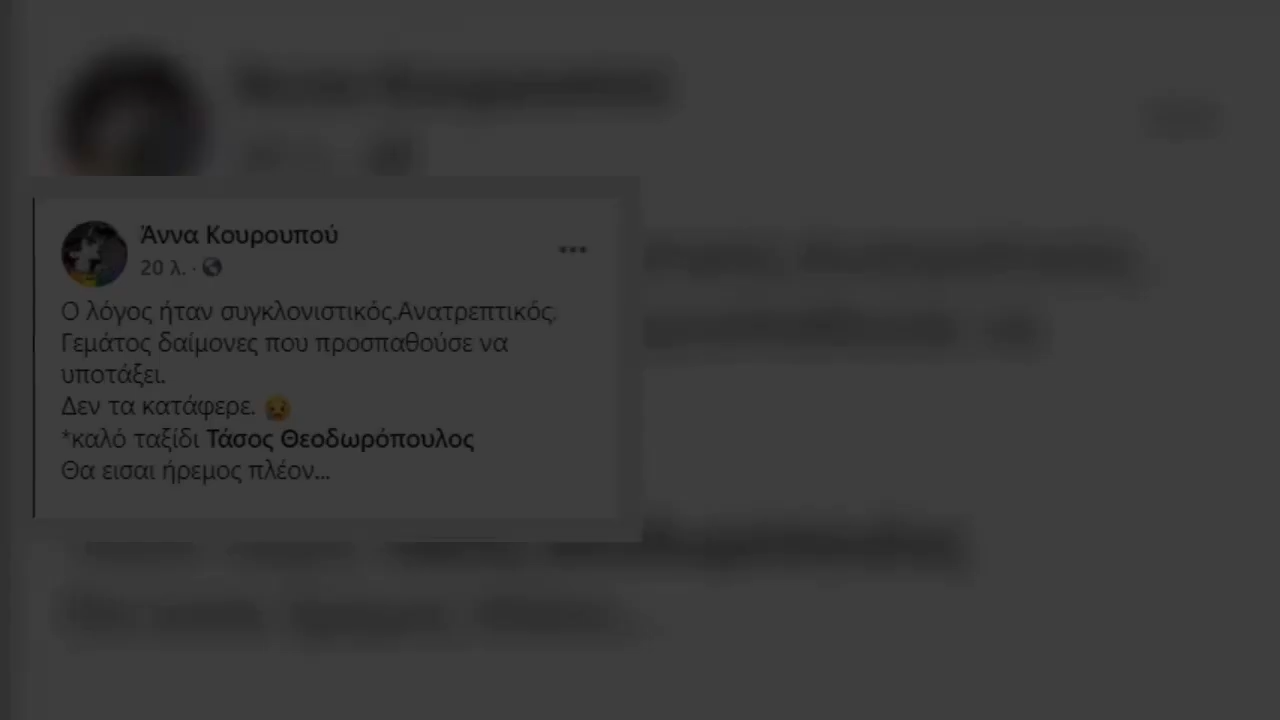 Άννα Κουρουπού
20 λ. ·
Ο λόγος ήταν συγκλονιστικός.Ανατρεπτικός.
Γεμάτος δαίμονες που προσπαθούσε να
υποτάξει.
Δεν τα κατάφερε. 😢
*καλό ταξίδι Τάσος Θεοδωρόπουλος
Θα εισαι ήρεμος πλέον...